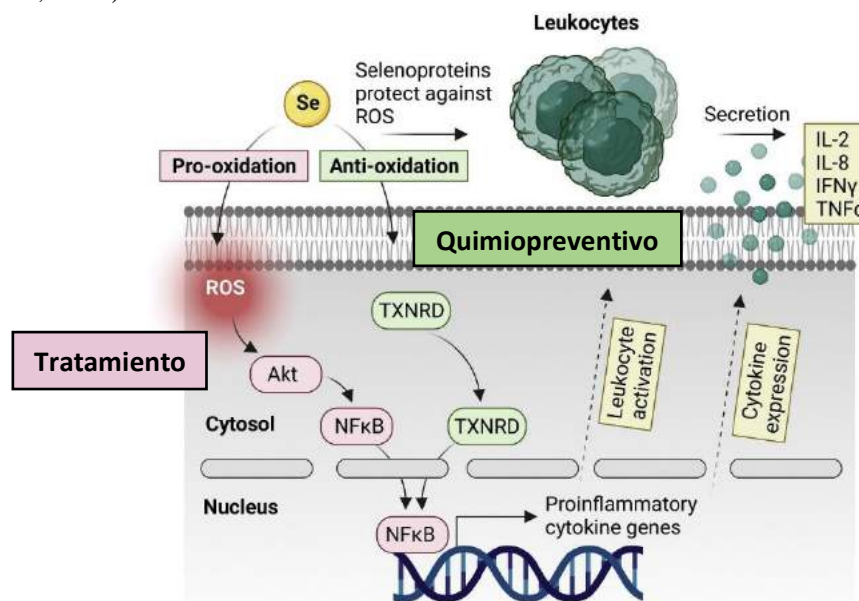 Leukocytes
Selenoproteins
protect against
ROS
Se
Secretion
IL-2
IL-8
IFNγ
Pro-oxidation
Anti-oxidation
Quimiopreventivo
ROS
TXNRD
Tratamiento
Akt
Leukocyte
activation
Cytokine
expression
Cytosol
NFκB
TXNRD
Nucleus
Proinflammatory
cytokine genes
NFκB